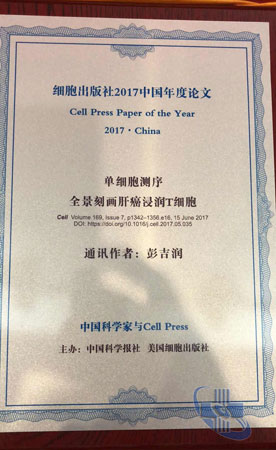 细胞出版社2017中国年度论文
Cell Press Paper of the Year
2017·China
单细胞测序
全景刻画肝癌浸润T细胞
Cell Volume 169, Issue 7, p1342–1356.e16, 15 June 2017
DOI: https://doi.org/10.1016/j.cell.2017.05.035
通讯作者：彭吉润
中国科学家与Cell Press
主办：中国科学报社 美国细胞出版社